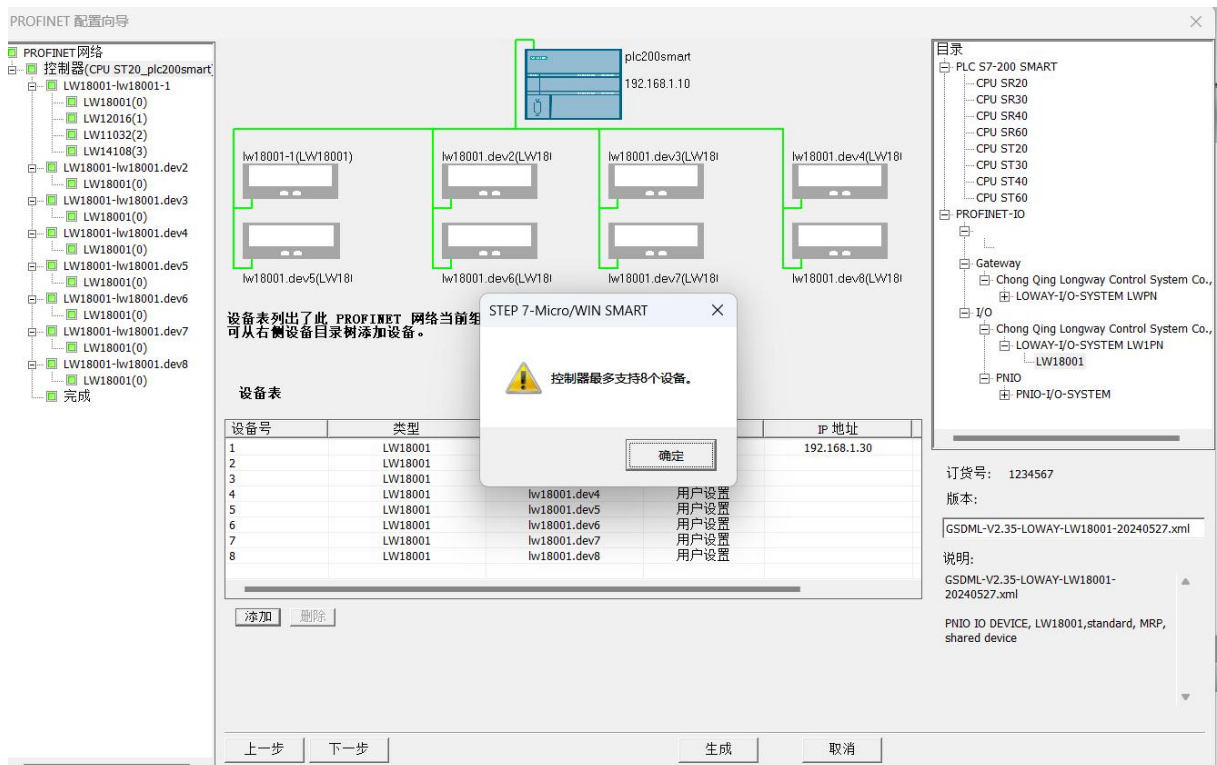 PROFINET 配置向导
PROFINET网络
控制器(CPU ST20_plc200smart)
LW18001-lw18001-1
LW18001(0)
LW12016(1)
LW11032(2)
LW14108(3)
LW18001-lw18001.dev2
LW18001(0)
LW18001-lw18001.dev3
LW18001(0)
LW18001-lw18001.dev4
LW18001(0)
LW18001-lw18001.dev5
LW18001(0)
LW18001-lw18001.dev6
LW18001(0)
LW18001-lw18001.dev7
LW18001(0)
LW18001-lw18001.dev8
LW18001(0)
完成
plc200smart
192.168.1.10
lw18001-1(LW18001) lw18001.dev2(LW18 lw18001.dev3(LW18 lw18001.dev4(LW18
lw18001.dev5(LW18 lw18001.dev6(LW18 lw18001.dev7(LW18 lw18001.dev8(LW18
设备表列出了此 PROFINET 网络当前组
可从右侧设备目录树添加设备。
STEP 7-Micro/WIN SMART
控制器最多支持8个设备。
确定
设备表
设备号 类型 IP 地址
1 LW18001 192.168.1.30
2 LW18001
3 LW18001
4 LW18001 lw18001.dev4 用户设置
5 LW18001 lw18001.dev5 用户设置
6 LW18001 lw18001.dev6 用户设置
7 LW18001 lw18001.dev7 用户设置
8 LW18001 lw18001.dev8 用户设置
添加 删除
上一步 下一步 生成 取消
目录
PLC S7-200 SMART
CPU SR20
CPU SR30
CPU SR40
CPU SR60
CPU ST20
CPU ST30
CPU ST40
CPU ST60
PROFINET-IO
Gateway
Chong Qing Longway Control System Co.,
LOWAY-I/O-SYSTEM LWPN
I/O
Chong Qing Longway Control System Co.,
LOWAY-I/O-SYSTEM LW1PN
LW18001
PNIO
PNIO-I/O-SYSTEM
订货号: 1234567
版本:
GSDML-V2.35-LOWAY-LW18001-20240527.xml
说明:
GSDML-V2.35-LOWAY-LW18001-
20240527.xml
PNIO IO DEVICE, LW18001,standard, MRP,
shared device